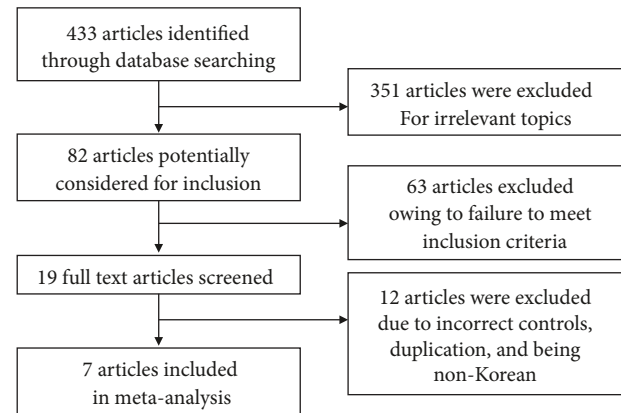 433 articles identified
through database searching
351 articles were excluded
For irrelevant topics
82 articles potentially
considered for inclusion
63 articles excluded
owing to failure to meet
inclusion criteria
19 full text articles screened
12 articles were excluded
due to incorrect controls,
duplication, and being
non-Korean
7 articles included
in meta-analysis